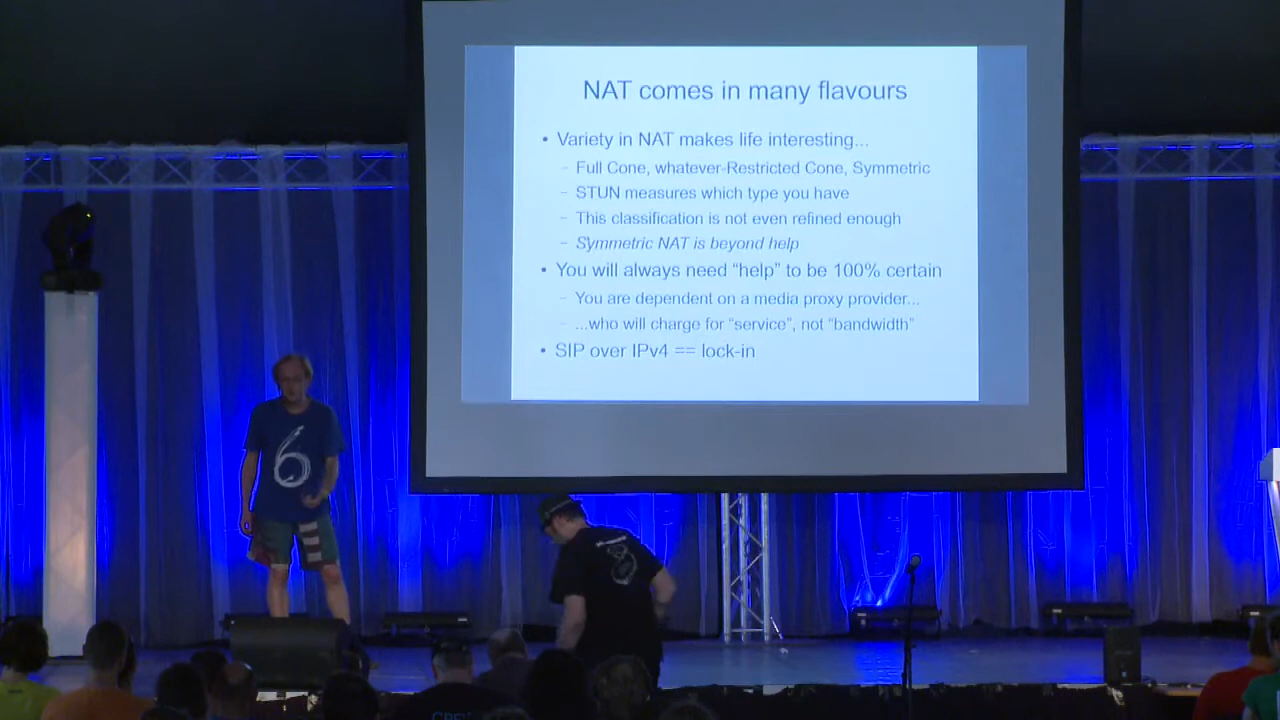 NAT comes in many flavours
• Variety in NAT makes life interesting...
– Full Cone, whatever-Restricted Cone, Symmetric
– STUN measures which type you have
– This classification is not even refined enough
– Symmetric NAT is beyond help
• You will always need “help” to be 100% certain
– You are dependent on a media proxy provider...
– ...who will charge for “service”, not “bandwidth”
• SIP over IPv4 == lock-in
6